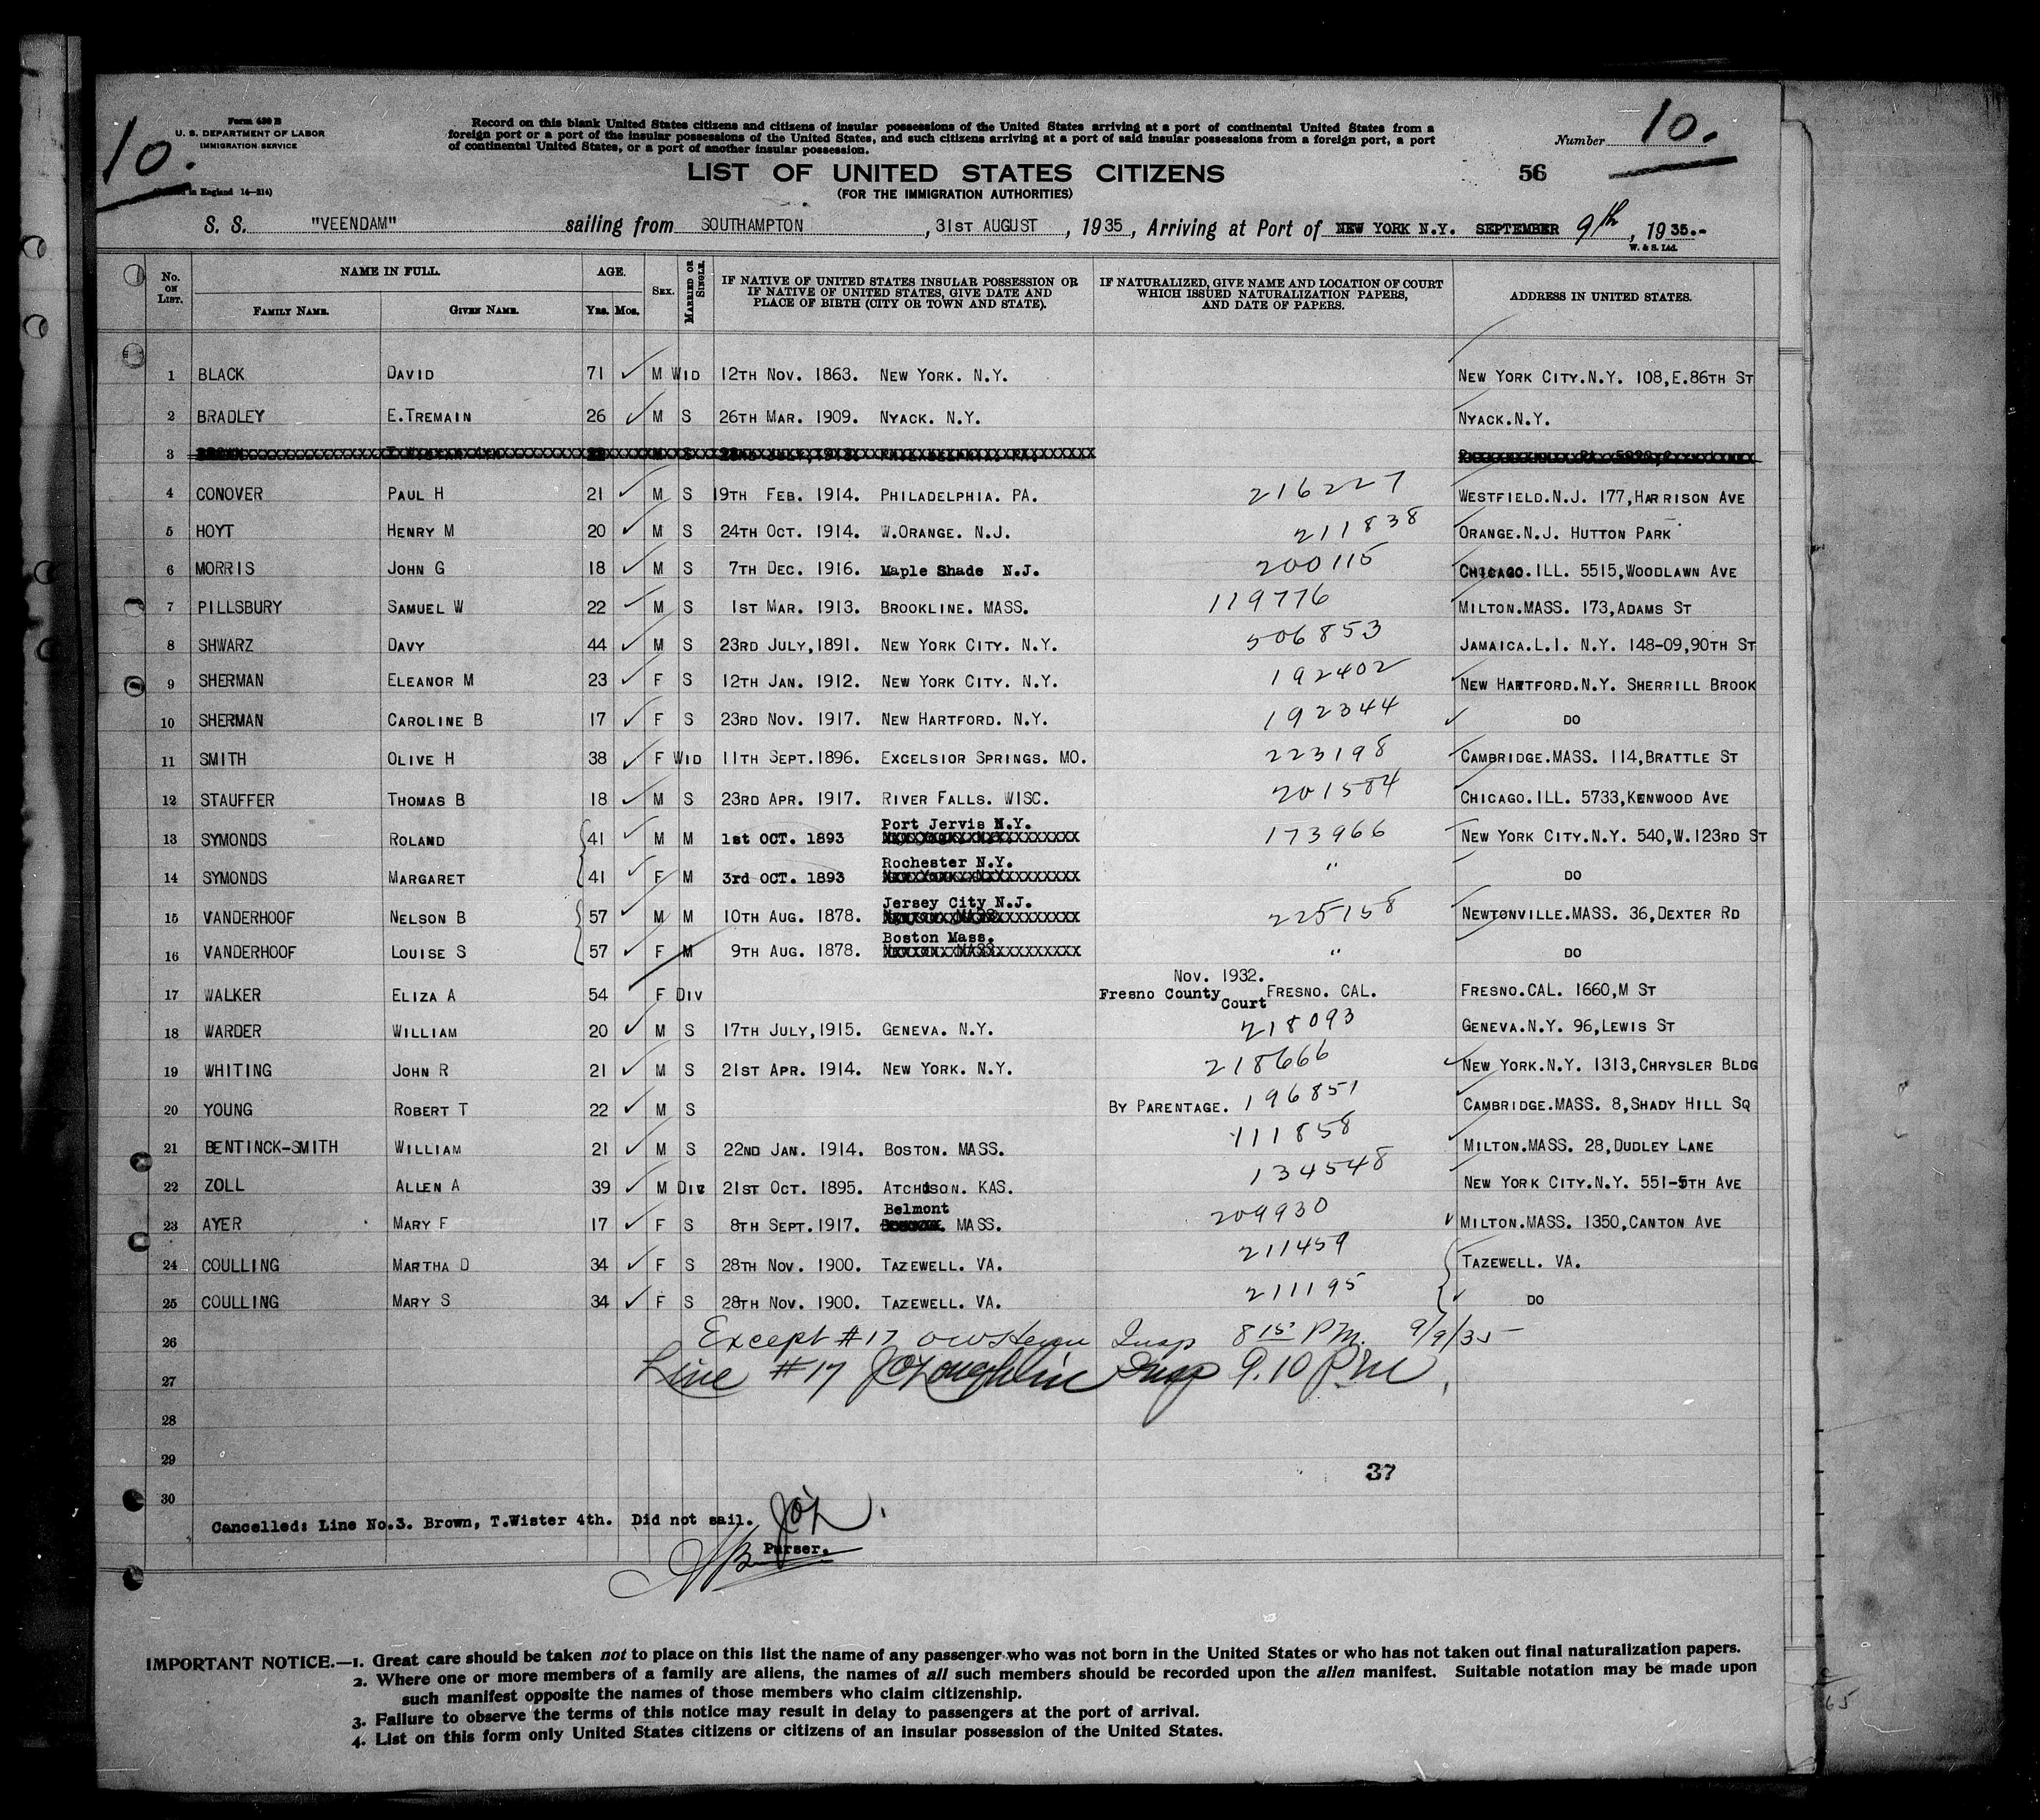 Form 630 B
U. S. DEPARTMENT OF LABOR
IMMIGRATION SERVICE
10.
in England 14—214)
Record on this blank United States citizens and citizens of insular possessions of the United States arriving at a port of continental United States from a
foreign port or a port of the insular possessions of the United States, and such citizens arriving at a port of said insular possessions from a foreign port, a port
of continental United States, or a port of another insular possession.
Number 10.
LIST OF UNITED STATES CITIZENS
56
(FOR THE IMMIGRATION AUTHORITIES)
S. S. "VEENDAM" sailing from SOUTHAMPTON, 31ST AUGUST, 1935, Arriving at Port of NEW YORK N.Y. SEPTEMBER 9th, 1935.-
W. & S. Ltd.
No. ON LIST. NAME IN FULL. AGE. SEX. MARRIED OR SINGLE. IF NATIVE OF UNITED STATES INSULAR POSSESSION OR IF NATIVE OF UNITED STATES, GIVE DATE AND PLACE OF BIRTH (CITY OR TOWN AND STATE). IF NATURALIZED, GIVE NAME AND LOCATION OF COURT WHICH ISSUED NATURALIZATION PAPERS, AND DATE OF PAPERS. ADDRESS IN UNITED STATES.
FAMILY NAME. GIVEN NAME. YRS. MOS.
1 BLACK DAVID 71 M WID 12TH NOV. 1863. NEW YORK. N.Y. NEW YORK CITY.N.Y. 108,E.86TH ST
2 BRADLEY E.TREMAIN 26 M S 26TH MAR. 1909. NYACK. N.Y. NYACK.N.Y.
3
4 CONOVER PAUL H 21 M S 19TH FEB. 1914. PHILADELPHIA. PA. 216227 WESTFIELD.N.J. 177,HARRISON AVE
5 HOYT HENRY M 20 M S 24TH OCT. 1914. W.ORANGE. N.J. 211838 ORANGE.N.J. HUTTON PARK
6 MORRIS JOHN G 18 M S 7TH DEC. 1916. Maple Shade N.J. 200115 CHICAGO.ILL. 5515,WOODLAWN AVE
7 PILLSBURY SAMUEL W 22 M S 1ST MAR. 1913. BROOKLINE. MASS. 119776 MILTON.MASS. 173,ADAMS ST
8 SHWARZ DAVY 44 M S 23RD JULY,1891. NEW YORK CITY. N.Y. 506853 JAMAICA.L.I. N.Y. 148-09,90TH ST
9 SHERMAN ELEANOR M 23 F S 12TH JAN. 1912. NEW YORK CITY. N.Y. 192402 NEW HARTFORD.N.Y. SHERRILL BROOK
10 SHERMAN CAROLINE B 17 F S 23RD NOV. 1917. NEW HARTFORD. N.Y. 192344 DO
11 SMITH OLIVE H 38 F WID 11TH SEPT.1896. EXCELSIOR SPRINGS. MO. 223198 CAMBRIDGE.MASS. 114,BRATTLE ST
12 STAUFFER THOMAS B 18 M S 23RD APR. 1917. RIVER FALLS. WISC. 201504 CHICAGO.ILL. 5733,KENWOOD AVE
Port Jervis N.Y.
13 SYMONDS ROLAND 41 M M 1st OCT. 1893 173966 NEW YORK CITY.N.Y. 540,W.123RD ST
Rochester N.Y.
14 SYMONDS MARGARET 41 F M 3rd OCT. 1893 " DO
Jersey City N.J.
15 VANDERHOOF NELSON B 57 M M 10TH AUG. 1878. 225158 NEWTONVILLE.MASS. 36,DEXTER RD
Boston Mass.
16 VANDERHOOF LOUISE S 57 F M 9TH AUG. 1878. " DO
Nov. 1932.
17 WALKER ELIZA A 54 F DIV Fresno County Court FRESNO. CAL. FRESNO.CAL. 1660,M ST
18 WARDER WILLIAM 20 M S 17TH JULY,1915. GENEVA. N.Y. 218093 GENEVA.N.Y. 96,LEWIS ST
19 WHITING JOHN R 21 M S 21ST APR. 1914. NEW YORK. N.Y. 218666 NEW YORK.N.Y. 1313,CHRYSLER BLDG
20 YOUNG ROBERT T 22 M S BY PARENTAGE. 196851 CAMBRIDGE.MASS. 8,SHADY HILL SQ
21 BENTINCK-SMITH WILLIAM 21 M S 22ND JAN. 1914. BOSTON. MASS. 111858 MILTON.MASS. 28,DUDLEY LANE
22 ZOLL ALLEN A 39 M DIV 21ST OCT. 1895. ATCHISON. KAS. 134548 NEW YORK CITY.N.Y. 551-5TH AVE
Belmont
23 AYER MARY F 17 F S 8TH SEPT.1917. MASS. 209930 MILTON.MASS. 1350,CANTON AVE
24 COULLING MARTHA D 34 F S 28TH NOV. 1900. TAZEWELL. VA. 211459 TAZEWELL. VA.
25 COULLING MARY S 34 F S 28TH NOV. 1900. TAZEWELL. VA. 211195 DO
26 Except #17 Insp 8 15 P.M. 9/9/35
27 Line #17 JO'Loughlin Insp 9.10 P.M.
28
29
37
30
Cancelled: Line No.3. Brown, T.Wister 4th. Did not sail. JO'L.
Purser.
IMPORTANT NOTICE.—1. Great care should be taken not to place on this list the name of any passenger who was not born in the United States or who has not taken out final naturalization papers.
2. Where one or more members of a family are aliens, the names of all such members should be recorded upon the alien manifest. Suitable notation may be made upon
such manifest opposite the names of those members who claim citizenship.
3. Failure to observe the terms of this notice may result in delay to passengers at the port of arrival.
4. List on this form only United States citizens or citizens of an insular possession of the United States.
65